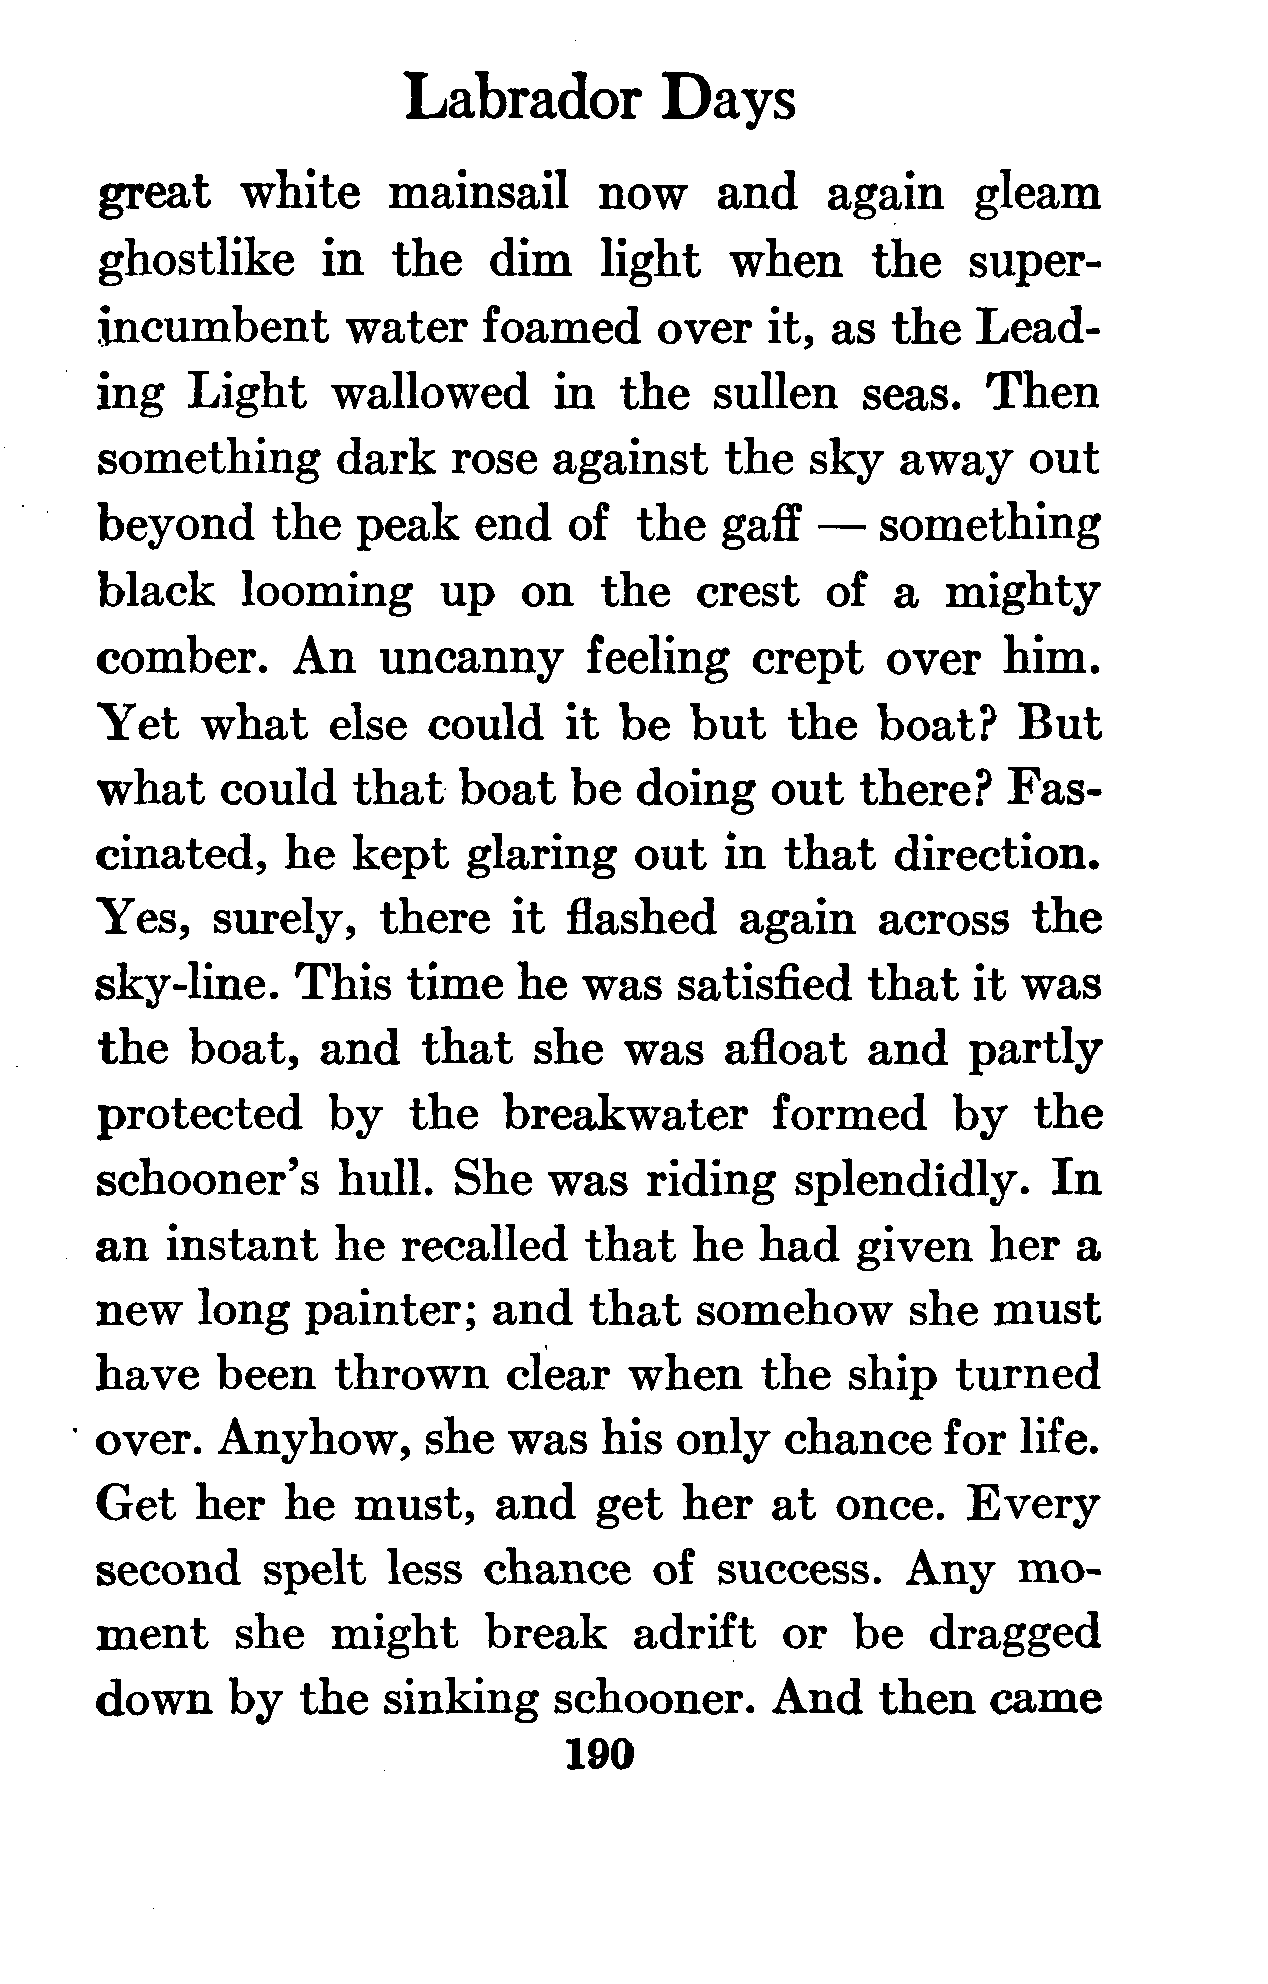 Labrador Days
great white mainsail now and again gleam
ghostlike in the dim light when the super-
incumbent water foamed over it, as the Lead-
ing Light wallowed in the sullen seas. Then
something dark rose against the sky away out
beyond the peak end of the gaff — something
black looming up on the crest of a mighty
comber. An uncanny feeling crept over him.
Yet what else could it be but the boat? But
what could that boat be doing out there? Fas-
cinated, he kept glaring out in that direction.
Yes, surely, there it flashed again across the
sky-line. This time he was satisfied that it was
the boat, and that she was afloat and partly
protected by the breakwater formed by the
schooner's hull. She was riding splendidly. In
an instant he recalled that he had given her a
new long painter; and that somehow she must
have been thrown clear when the ship turned
over. Anyhow, she was his only chance for life.
Get her he must, and get her at once. Every
second spelt less chance of success. Any mo-
ment she might break adrift or be dragged
down by the sinking schooner. And then came
190